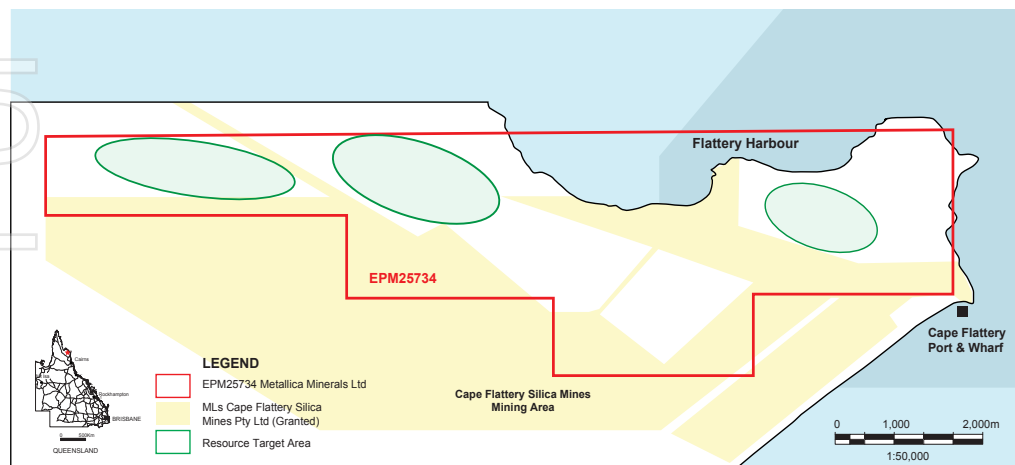 Flattery Harbour
EPM25734
Cape Flattery
Port & Wharf
Cape Flattery Silica Mines
Mining Area
LEGEND
EPM25734 Metallica Minerals Ltd
MLs Cape Flattery Silica
Mines Pty Ltd (Granted)
Resource Target Area
Cairns
Rockhampton
BRISBANE
0 500Km
QUEENSLAND
0 1,000 2,000m
1:50,000